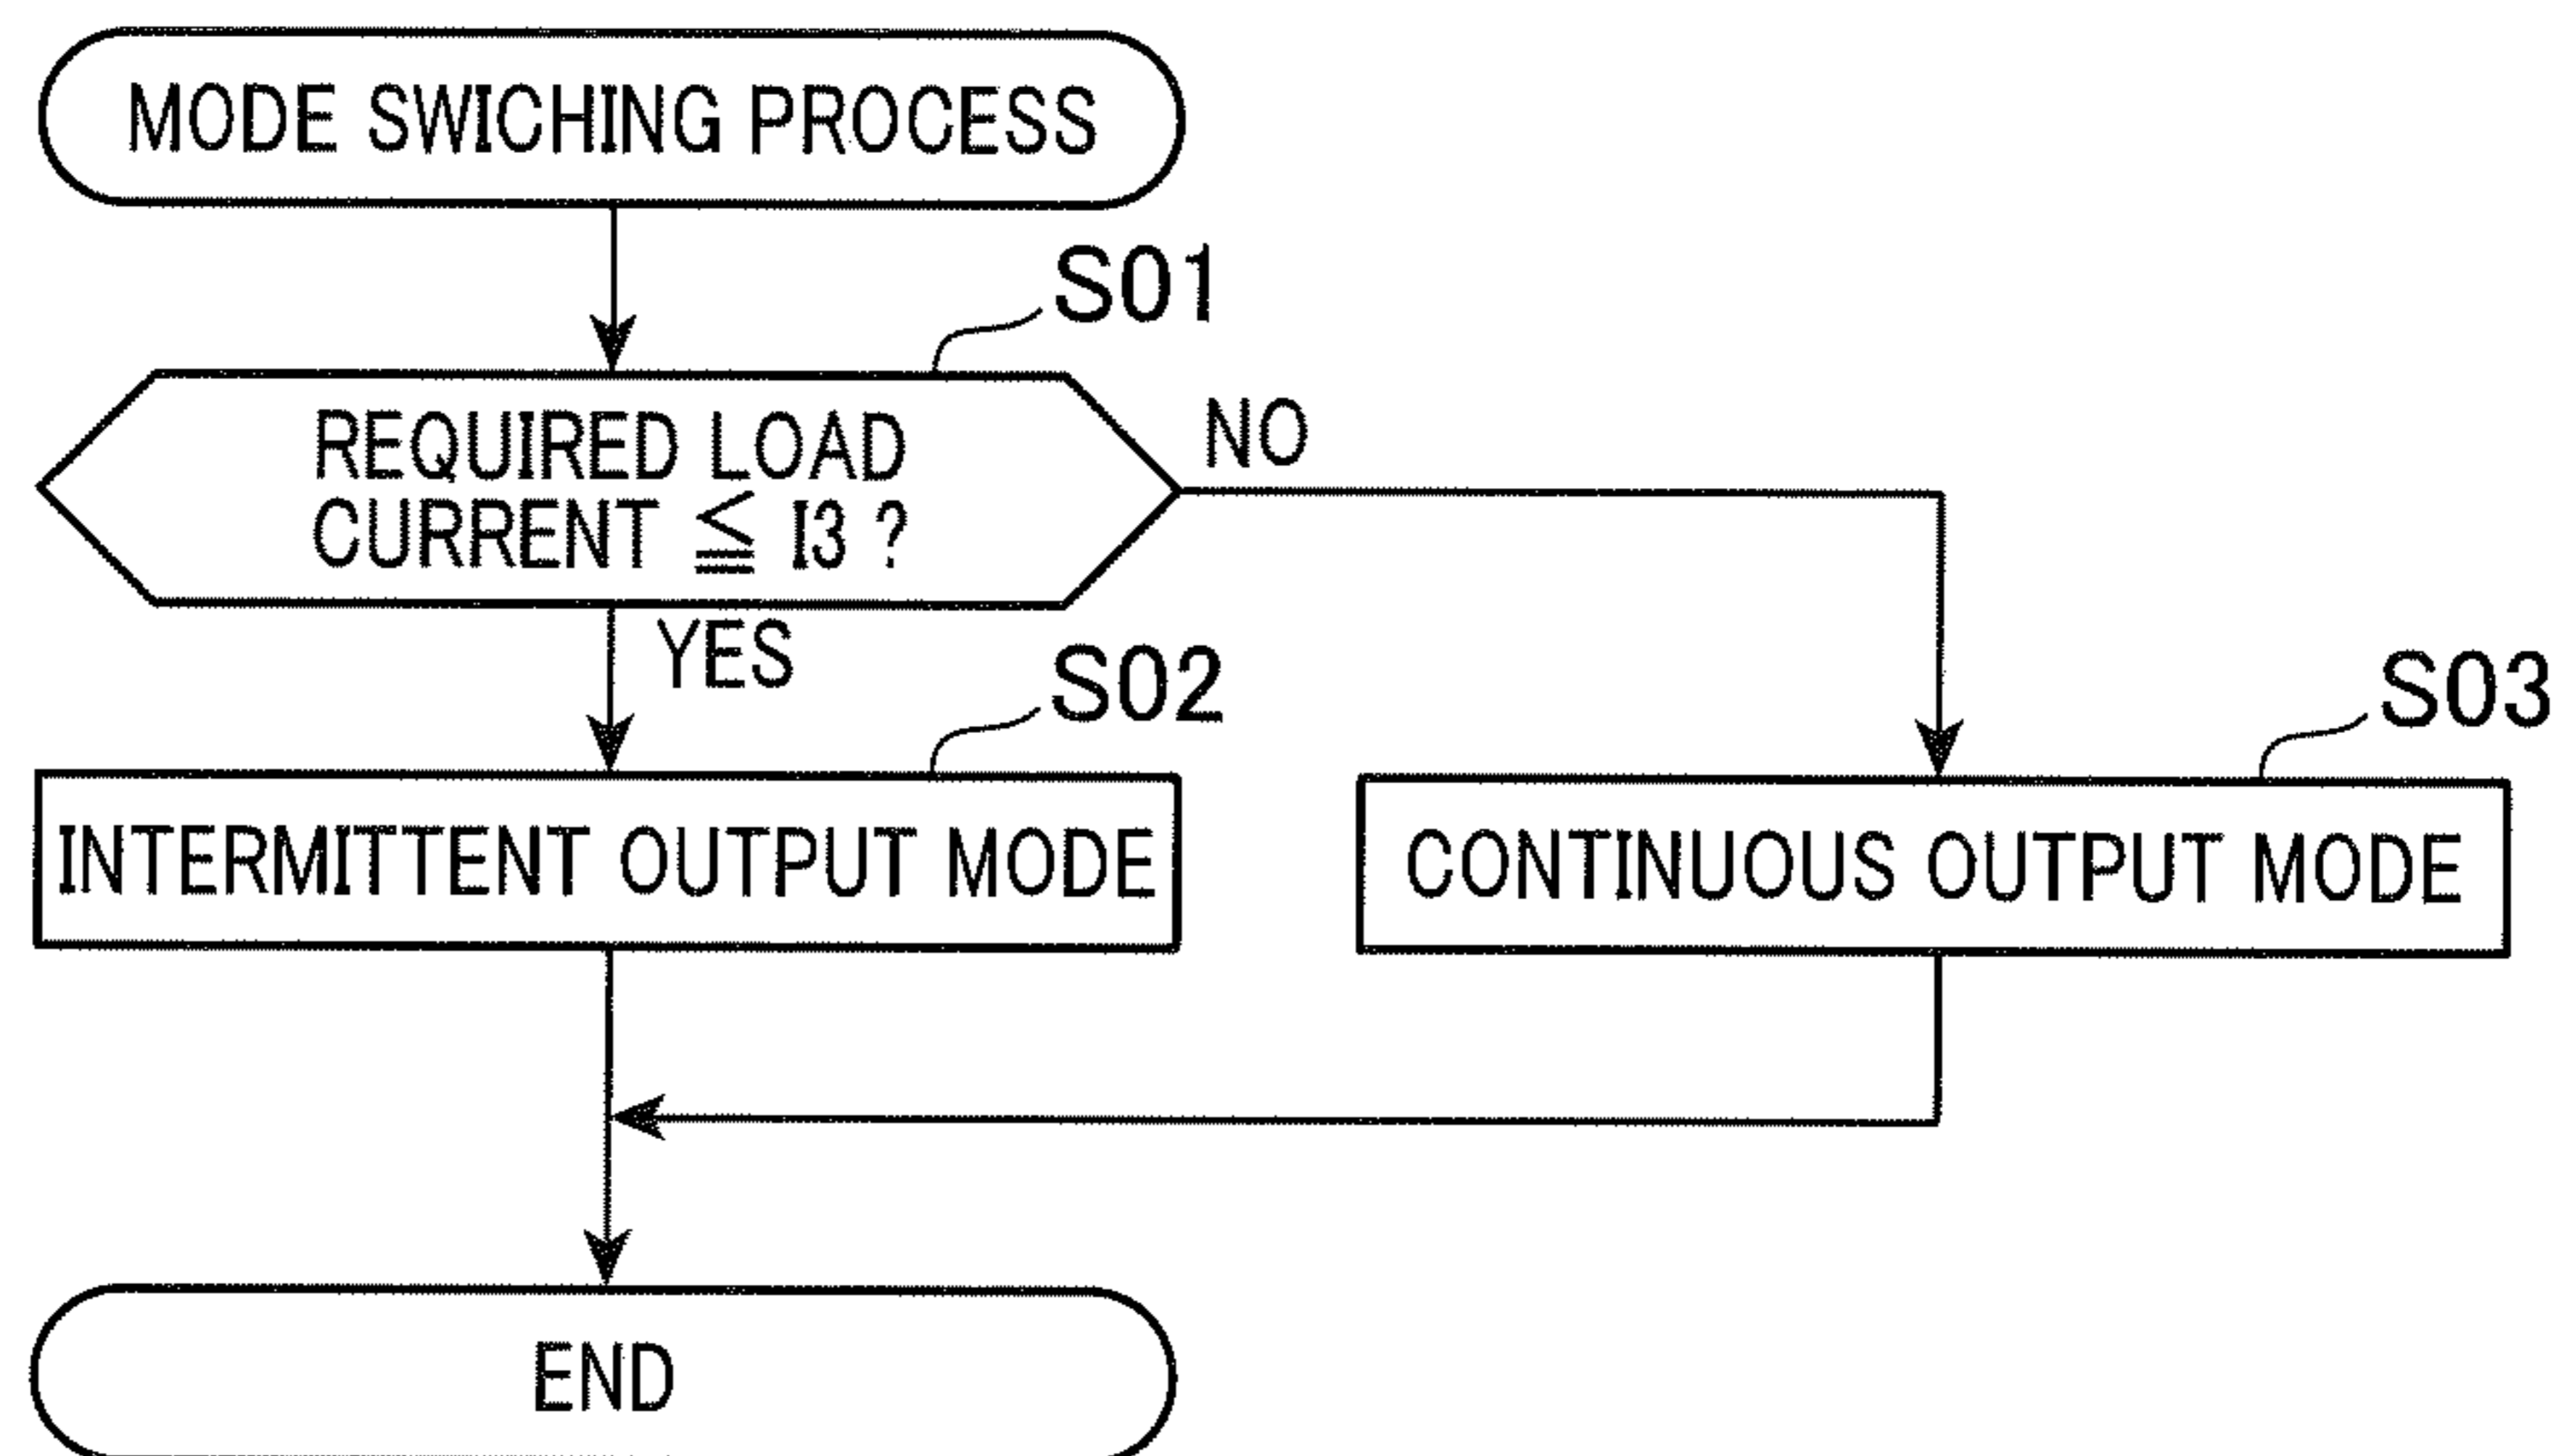 MODE SWICHING PROCESS
S01
REQUIRED LOAD
CURRENT ≦ I3 ?
NO
YES
S02
INTERMITTENT OUTPUT MODE
S03
CONTINUOUS OUTPUT MODE
END